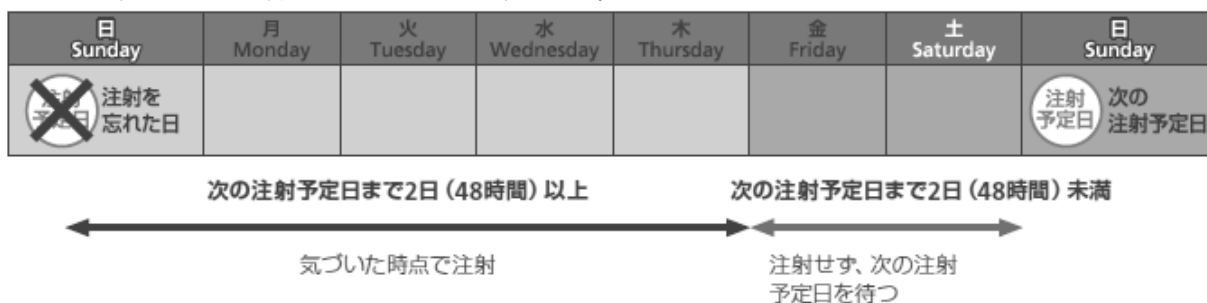 日 月 火 水 木 金 土 日
Sunday Monday Tuesday Wednesday Thursday Friday Saturday Sunday
注射
予定日
注射を
忘れた日
注射
予定日
次の
注射予定日
次の注射予定日まで2日（48時間）以上
次の注射予定日まで2日（48時間）未満
気づいた時点で注射
注射せず、次の注射
予定日を待つ